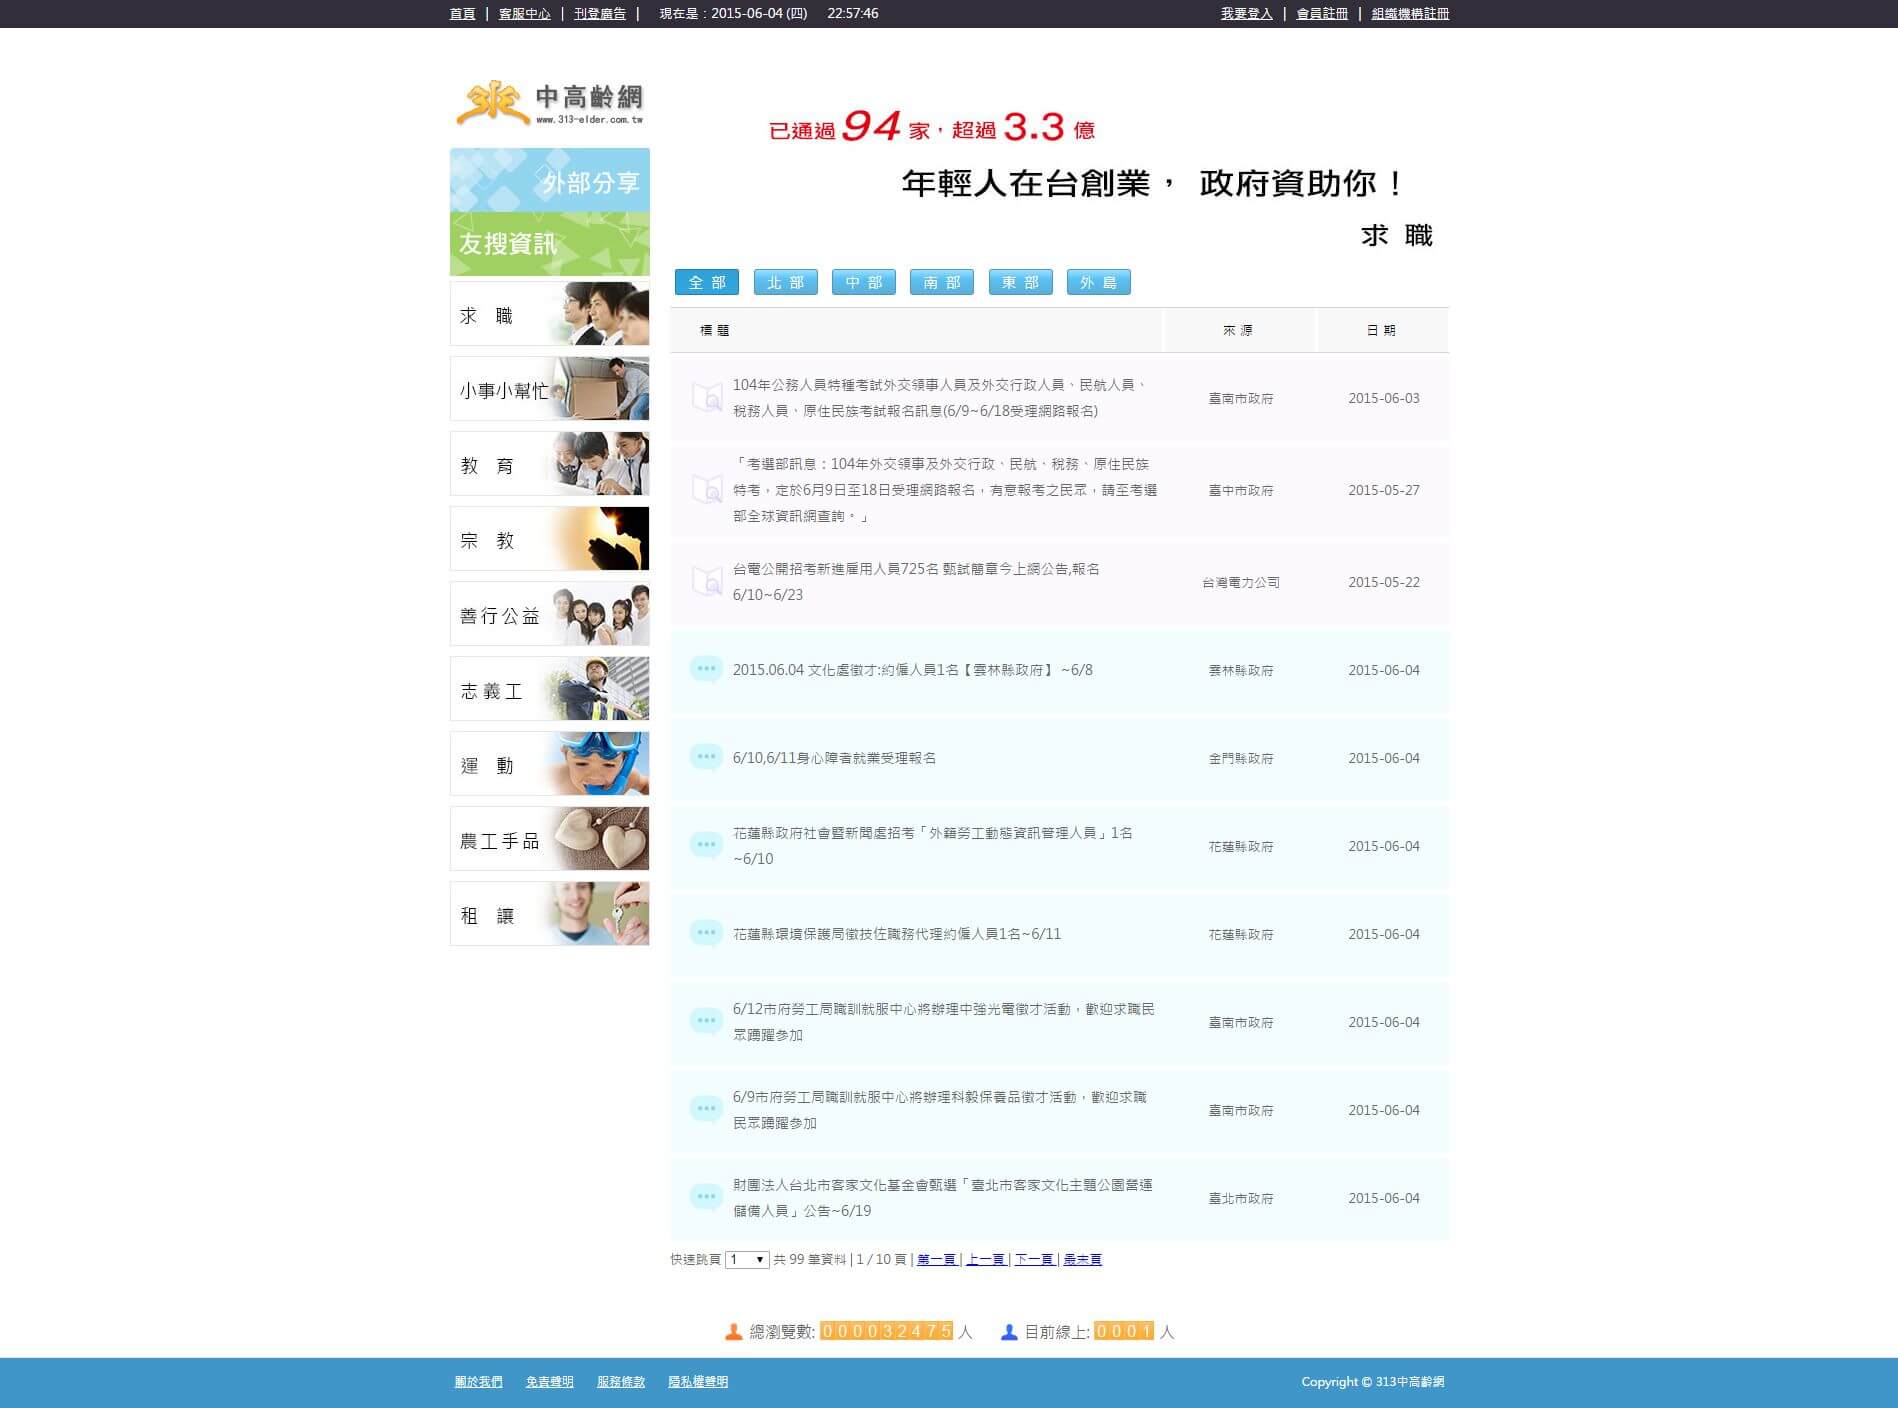 首頁 | 客服中心 | 刊登廣告 | 現在是：2015-06-04 (四) 22:57:46 我要登入 | 會員註冊 | 組織機構註冊
中高齡網
www.313-elder.com.tw
已通過94家，超過3.3億
年輕人在台創業， 政府資助你！
外部分享
友搜資訊
求 職
小事小幫忙
教 育
宗 教
善行公益
志義工
運 動
農工手品
租 讓
求 職
全 部 北 部 中 部 南 部 東 部 外 島
標 題 來 源 日 期
104年公務人員特種考試外交領事人員及外交行政人員、民航人員、
稅務人員、原住民族考試報名訊息(6/9~6/18受理網路報名)
臺南市政府 2015-06-03
「考選部訊息：104年外交領事及外交行政、民航、稅務、原住民族
特考，定於6月9日至18日受理網路報名，有意報考之民眾，請至考選
部全球資訊網查詢。」
臺中市政府 2015-05-27
台電公開招考新進雇用人員725名 甄試簡章今上網公告,報名
6/10~6/23
台灣電力公司 2015-05-22
2015.06.04 文化處徵才:約僱人員1名【雲林縣政府】 ~6/8 雲林縣政府 2015-06-04
6/10,6/11身心障者就業受理報名 金門縣政府 2015-06-04
花蓮縣政府社會暨新聞處招考「外籍勞工動態資訊管理人員」1名
~6/10
花蓮縣政府 2015-06-04
花蓮縣環境保護局徵技佐職務代理約僱人員1名~6/11 花蓮縣政府 2015-06-04
6/12市府勞工局職訓就服中心將辦理中強光電徵才活動，歡迎求職民
眾踴躍參加
臺南市政府 2015-06-04
6/9市府勞工局職訓就服中心將辦理科毅保養品徵才活動，歡迎求職
民眾踴躍參加
臺南市政府 2015-06-04
財團法人台北市客家文化基金會甄選「臺北市客家文化主題公園營運
儲備人員」公告~6/19
臺北市政府 2015-06-04
快速跳頁 1 共 99 筆資料 | 1 / 10 頁 | 第一頁 | 上一頁 | 下一頁 | 最末頁
總瀏覽數: 000032475 人 目前線上: 0001 人
關於我們 免責聲明 服務條款 隱私權聲明 Copyright © 313中高齡網